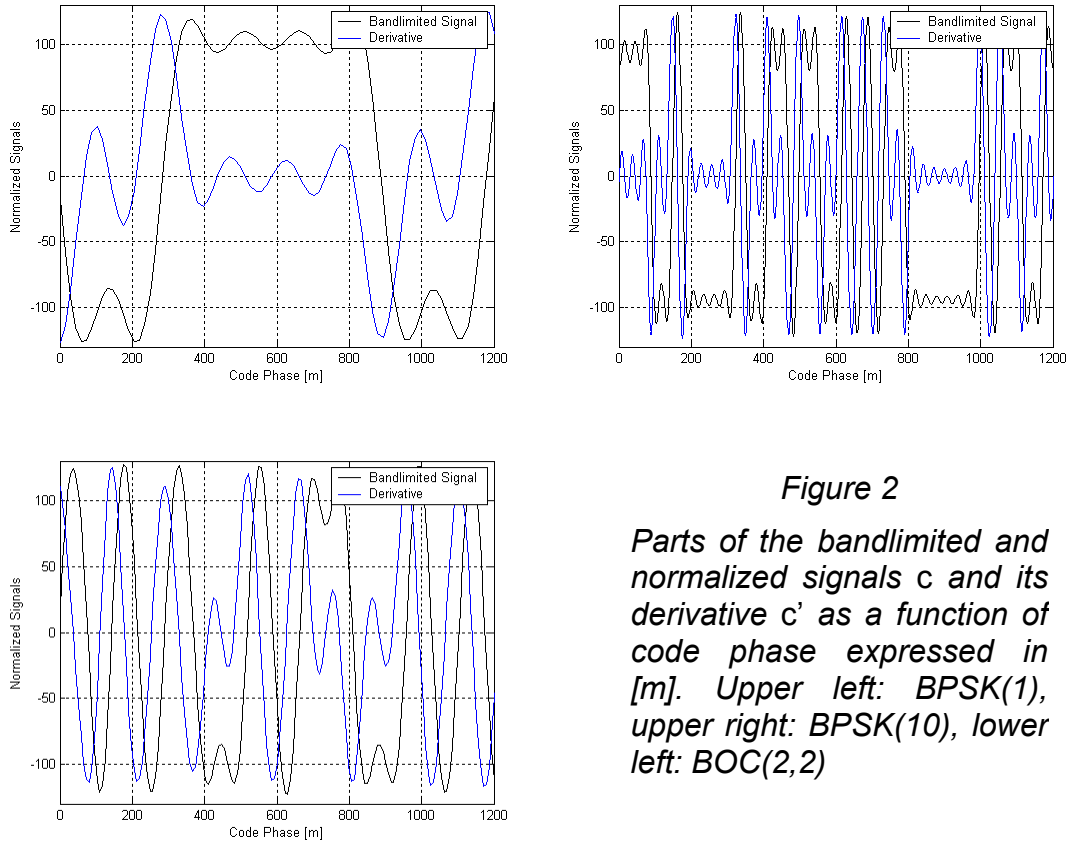 Bandlimited Signal
Derivative
Normalized Signals
100
50
0
-50
-100
0 200 400 600 800 1000 1200
Code Phase [m]
Bandlimited Signal
Derivative
Normalized Signals
100
50
0
-50
-100
0 200 400 600 800 1000 1200
Code Phase [m]
Bandlimited Signal
Derivative
Normalized Signals
100
50
0
-50
-100
0 200 400 600 800 1000 1200
Code Phase [m]
Figure 2
Parts of the bandlimited and
normalized signals c and its
derivative c' as a function of
code phase expressed in
[m]. Upper left: BPSK(1),
upper right: BPSK(10), lower
left: BOC(2,2)